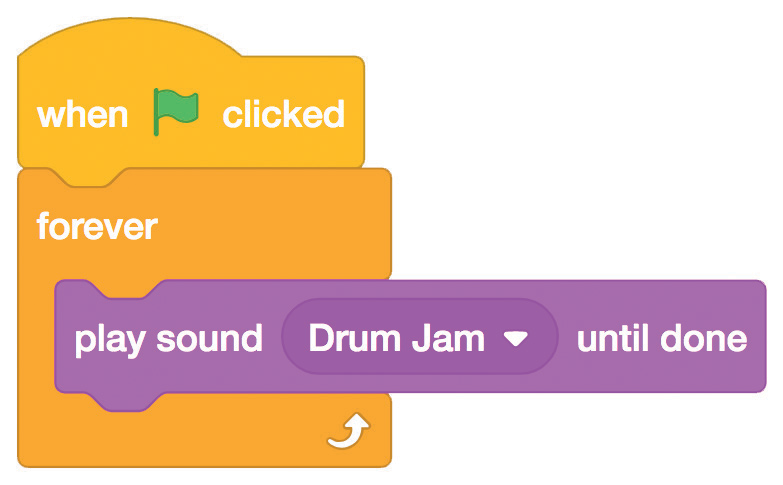 when clicked
forever
play sound Drum Jam until done